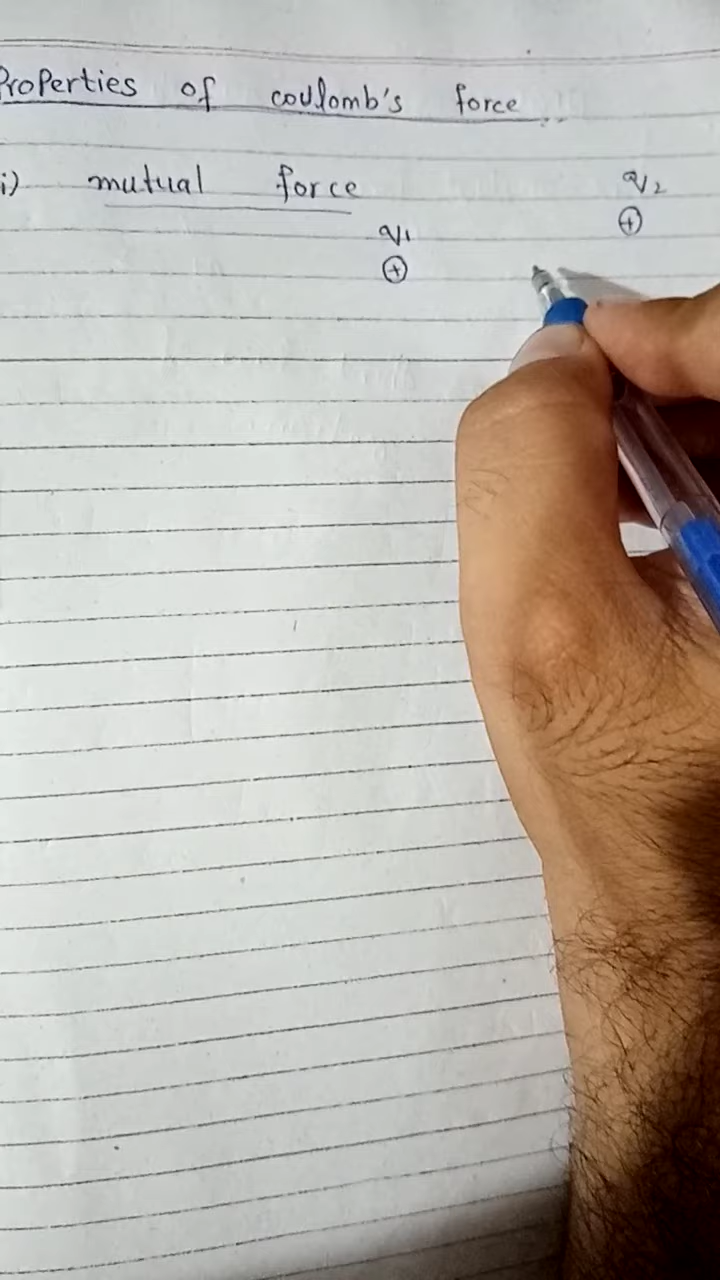 Properties of coulomb's force
i) mutual force
q2
⊕
q1
⊕